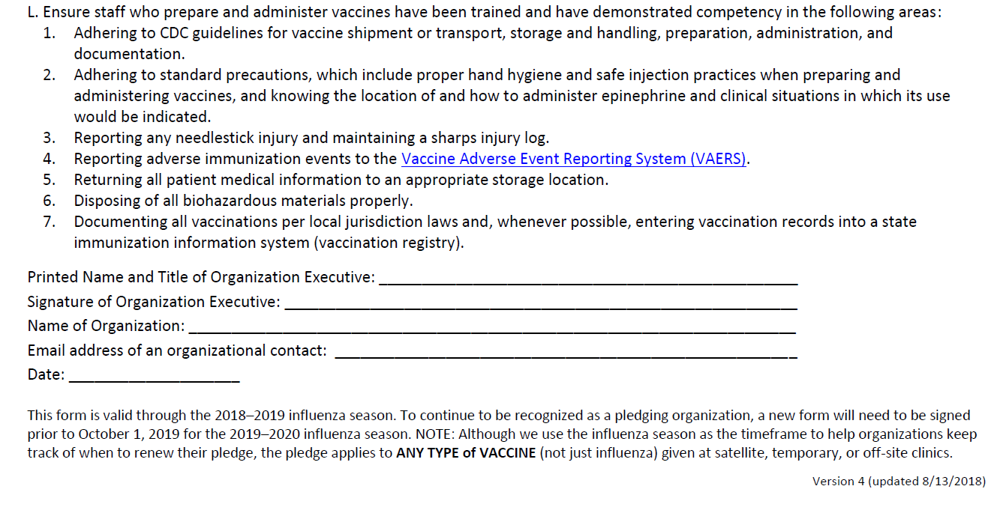 L. Ensure staff who prepare and administer vaccines have been trained and have demonstrated competency in the following areas:
1. Adhering to CDC guidelines for vaccine shipment or transport, storage and handling, preparation, administration, and
documentation.
2. Adhering to standard precautions, which include proper hand hygiene and safe injection practices when preparing and
administering vaccines, and knowing the location of and how to administer epinephrine and clinical situations in which its use
would be indicated.
3. Reporting any needlestick injury and maintaining a sharps injury log.
4. Reporting adverse immunization events to the Vaccine Adverse Event Reporting System (VAERS).
5. Returning all patient medical information to an appropriate storage location.
6. Disposing of all biohazardous materials properly.
7. Documenting all vaccinations per local jurisdiction laws and, whenever possible, entering vaccination records into a state
immunization information system (vaccination registry).
Printed Name and Title of Organization Executive: ____________________
Signature of Organization Executive: ____________________
Name of Organization: ____________________
Email address of an organizational contact: ____________________
Date: ____________________
This form is valid through the 2018–2019 influenza season. To continue to be recognized as a pledging organization, a new form will need to be signed
prior to October 1, 2019 for the 2019–2020 influenza season. NOTE: Although we use the influenza season as the timeframe to help organizations keep
track of when to renew their pledge, the pledge applies to ANY TYPE of VACCINE (not just influenza) given at satellite, temporary, or off-site clinics.
Version 4 (updated 8/13/2018)